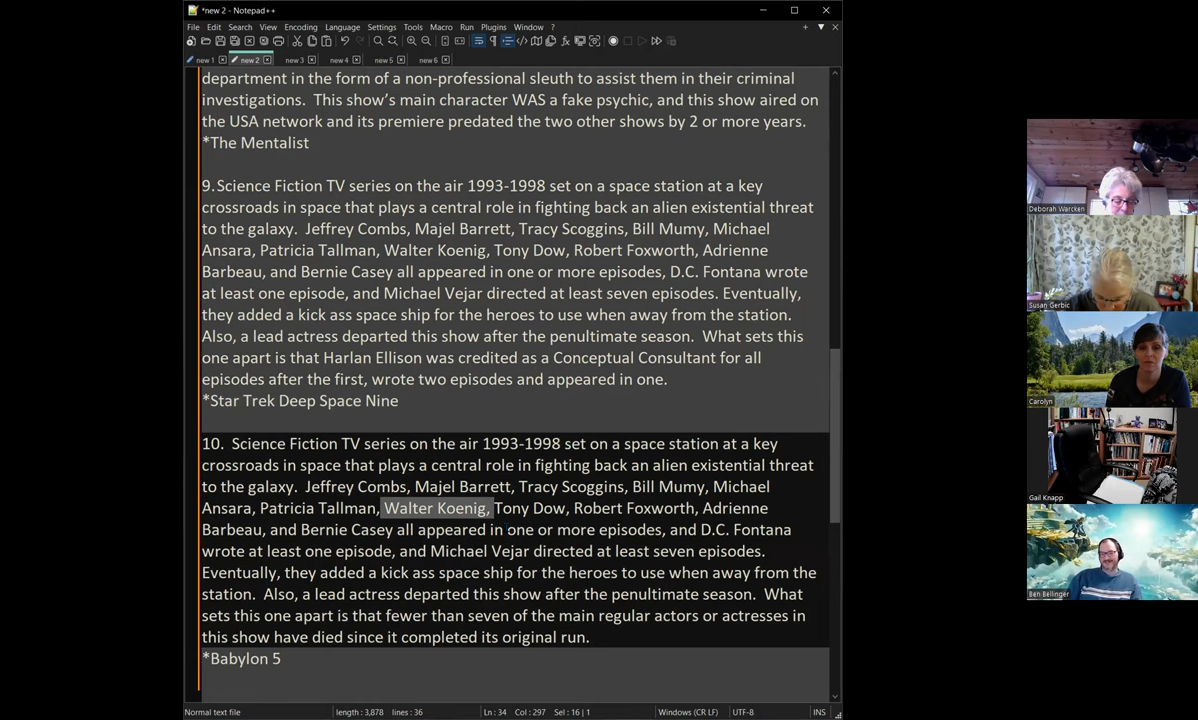 *new 2 - Notepad++
File Edit Search View Encoding Language Settings Tools Macro Run Plugins Window ?
new 1 new 2 new 3 new 4 new 5 new 6
department in the form of a non-professional sleuth to assist them in their criminal
investigations.  This show's main character WAS a fake psychic, and this show aired on
the USA network and its premiere predated the two other shows by 2 or more years.
*The Mentalist
9. Science Fiction TV series on the air 1993-1998 set on a space station at a key
crossroads in space that plays a central role in fighting back an alien existential threat
to the galaxy.  Jeffrey Combs, Majel Barrett, Tracy Scoggins, Bill Mumy, Michael
Ansara, Patricia Tallman, Walter Koenig, Tony Dow, Robert Foxworth, Adrienne
Barbeau, and Bernie Casey all appeared in one or more episodes, D.C. Fontana wrote
at least one episode, and Michael Vejar directed at least seven episodes. Eventually,
they added a kick ass space ship for the heroes to use when away from the station.
Also, a lead actress departed this show after the penultimate season.  What sets this
one apart is that Harlan Ellison was credited as a Conceptual Consultant for all
episodes after the first, wrote two episodes and appeared in one.
*Star Trek Deep Space Nine
10.  Science Fiction TV series on the air 1993-1998 set on a space station at a key
crossroads in space that plays a central role in fighting back an alien existential threat
to the galaxy.  Jeffrey Combs, Majel Barrett, Tracy Scoggins, Bill Mumy, Michael
Ansara, Patricia Tallman, Walter Koenig, Tony Dow, Robert Foxworth, Adrienne
Barbeau, and Bernie Casey all appeared in one or more episodes, and D.C. Fontana
wrote at least one episode, and Michael Vejar directed at least seven episodes.
Eventually, they added a kick ass space ship for the heroes to use when away from the
station.  Also, a lead actress departed this show after the penultimate season.  What
sets this one apart is that fewer than seven of the main regular actors or actresses in
this show have died since it completed its original run.
*Babylon 5
Normal text file length : 3,878 lines : 36 Ln : 34 Col : 297 Sel : 16 | 1 Windows (CR LF) UTF-8 INS
Deborah Warcken
Susan Gerbic
Carolyn
Gail Knapp
Ben Bellinger